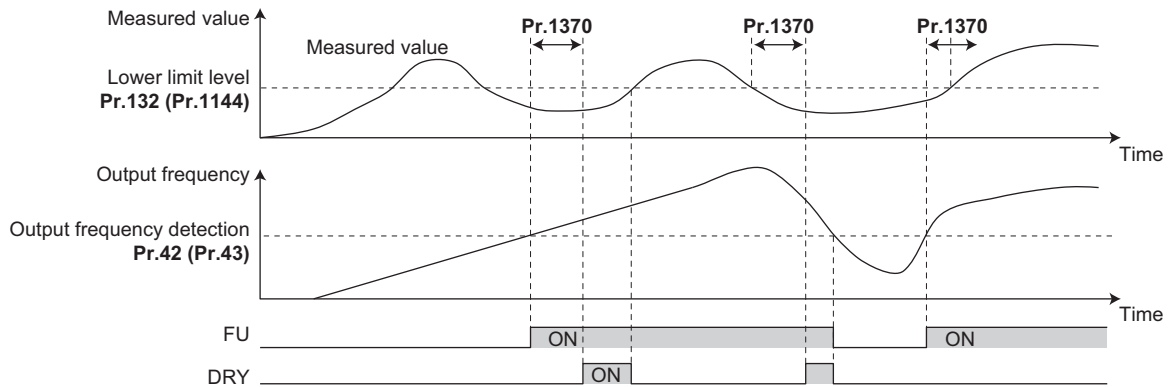 Measured value
Pr.1370
Pr.1370
Pr.1370
Measured value
Lower limit level
Pr.132 (Pr.1144)
Time
Output frequency
Output frequency detection
Pr.42 (Pr.43)
Time
FU
ON
ON
DRY
ON